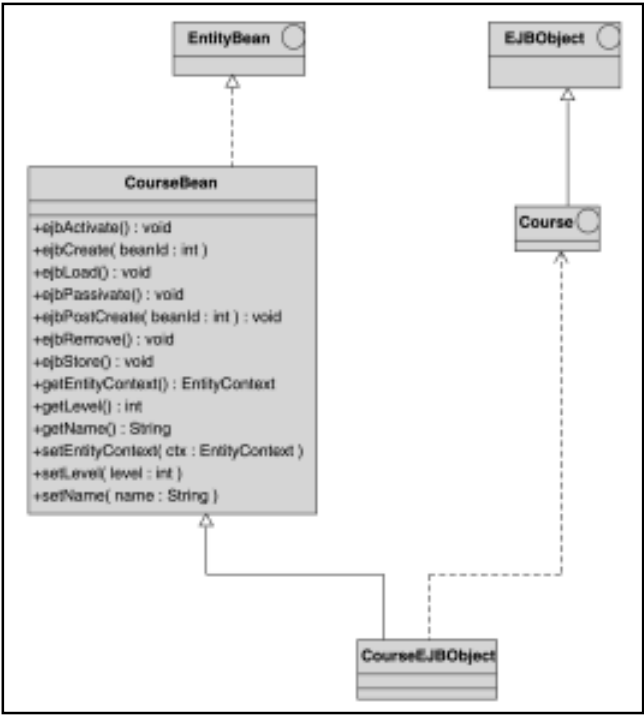 EntityBean
EJBObject
CourseBean
+ejbActivate() : void
+ejbCreate( beanId : int )
+ejbLoad() : void
+ejbPassivate() : void
+ejbPostCreate( beanId : int ) : void
+ejbRemove() : void
+ejbStore() : void
+getEntityContext() : EntityContext
+getLevel() : int
+getName() : String
+setEntityContext( ctx : EntityContext )
+setLevel( level : int )
+setName( name : String )
Course
CourseEJBObject